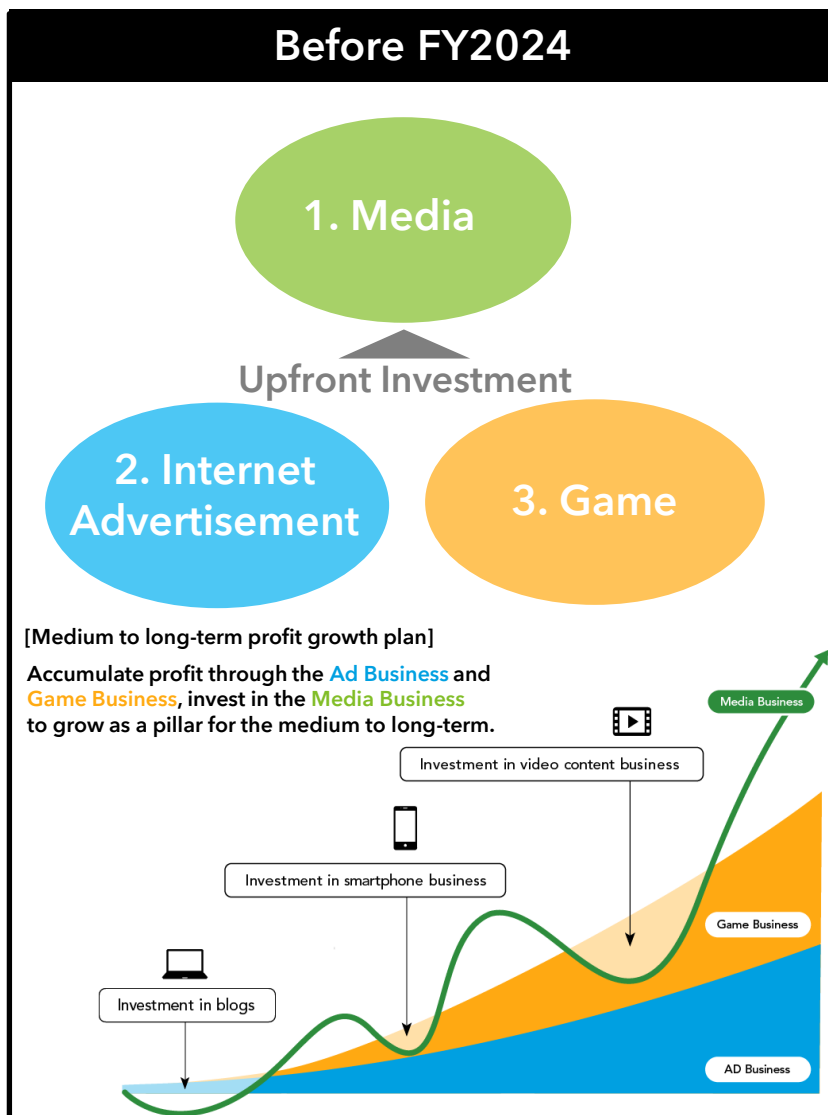 Before FY2024
1. Media
Upfront Investment
2. Internet
Advertisement
3. Game
[Medium to long-term profit growth plan]
Accumulate profit through the Ad Business and
Game Business, invest in the Media Business
to grow as a pillar for the medium to long-term.
Media Business
Investment in video content business
Investment in smartphone business
Game Business
Investment in blogs
AD Business